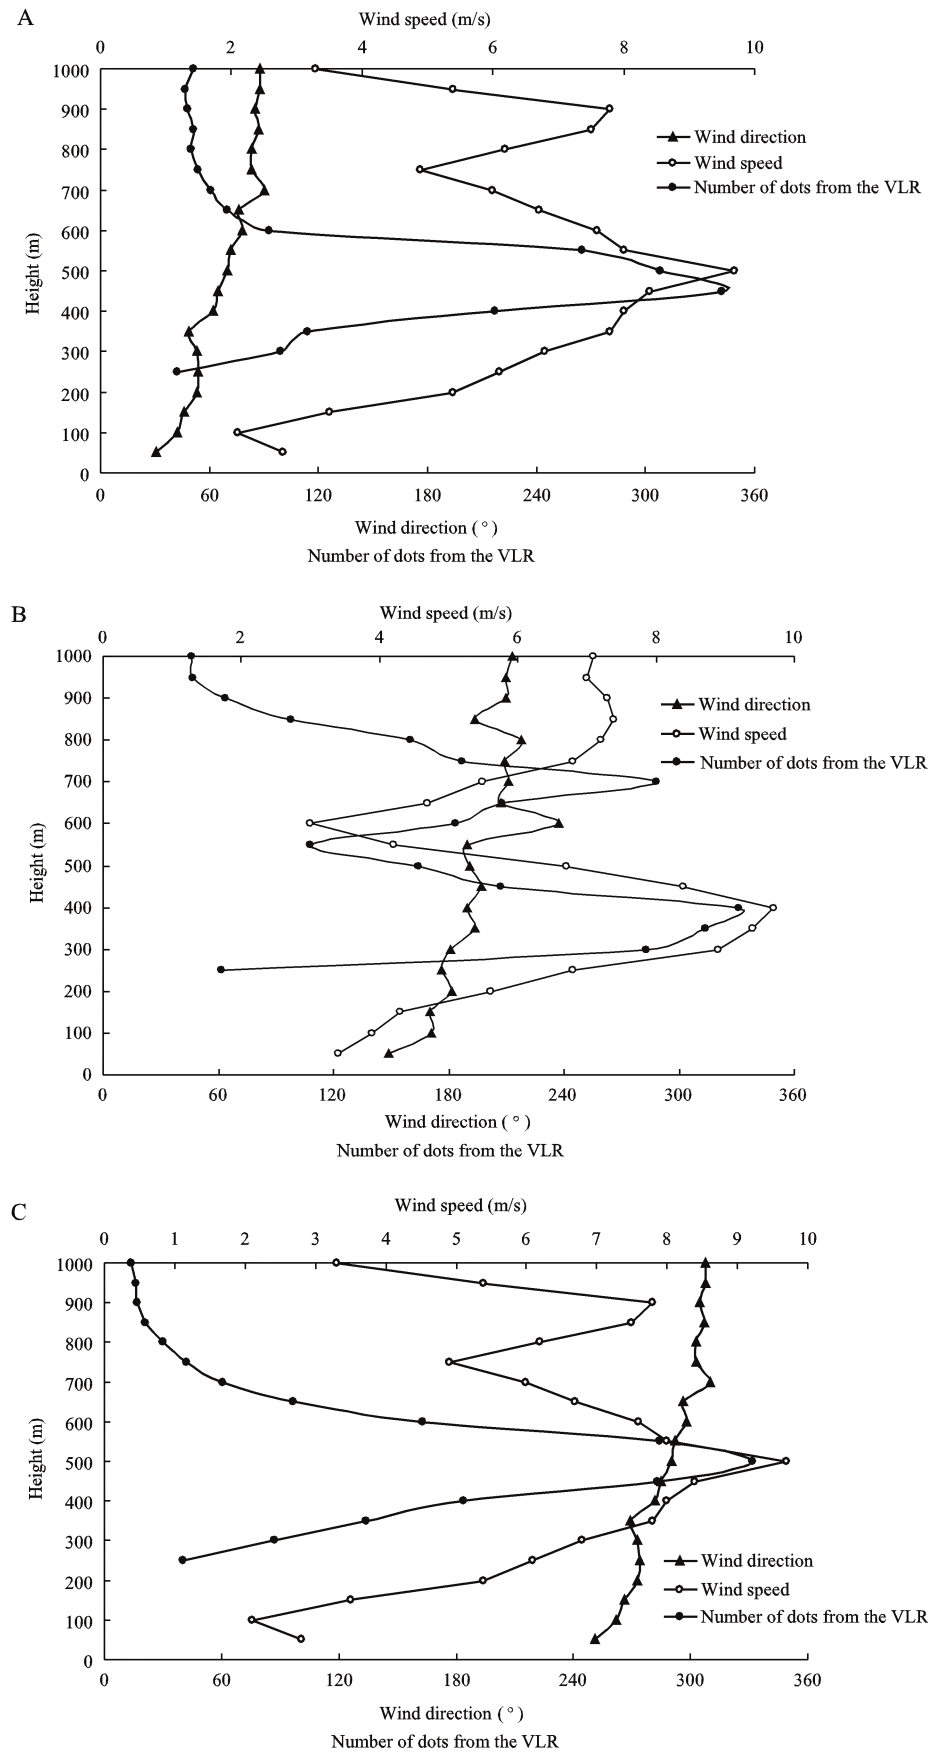 A
Wind speed (m/s)
0 2 4 6 8 10
1000
900
800
700
600
500
400
300
200
100
0
Height (m)
Wind direction
Wind speed
Number of dots from the VLR
0 60 120 180 240 300 360
Wind direction ( ° )
Number of dots from the VLR
B
Wind speed (m/s)
0 2 4 6 8 10
1000
900
800
700
600
500
400
300
200
100
0
Height (m)
Wind direction
Wind speed
Number of dots from the VLR
0 60 120 180 240 300 360
Wind direction ( ° )
Number of dots from the VLR
C
Wind speed (m/s)
0 1 2 3 4 5 6 7 8 9 10
1000
900
800
700
600
500
400
300
200
100
0
Height (m)
Wind direction
Wind speed
Number of dots from the VLR
0 60 120 180 240 300 360
Wind direction ( ° )
Number of dots from the VLR